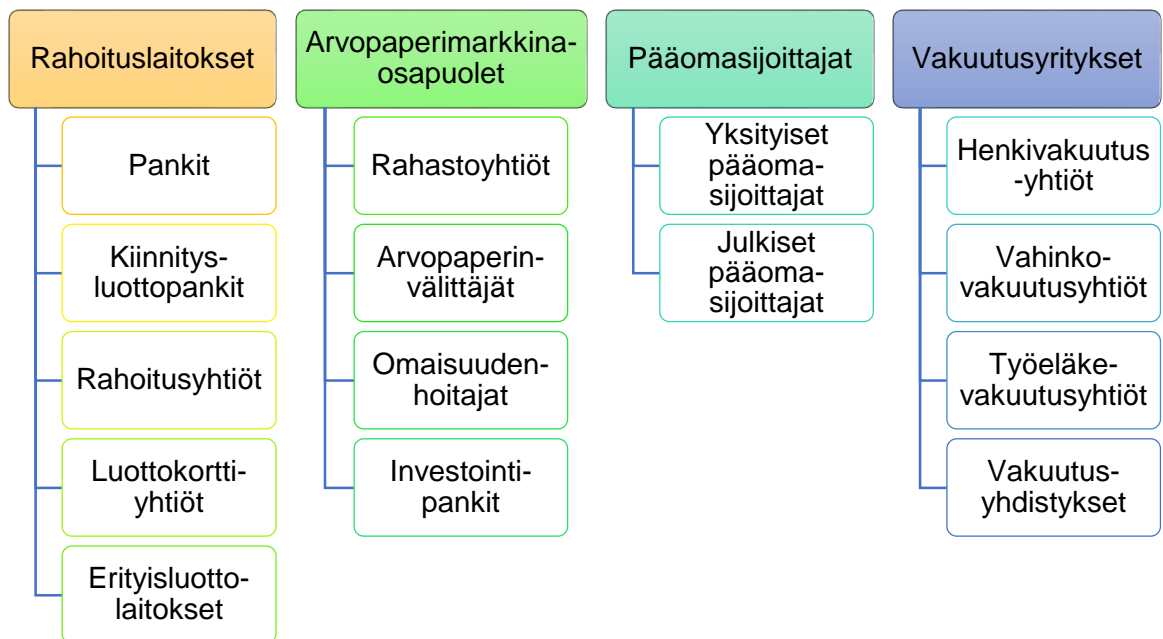 Rahoituslaitokset
Pankit
Kiinnitys-
luottopankit
Rahoitusyhtiöt
Luottokortti-
yhtiöt
Erityisluotto-
laitokset
Arvopaperimarkkina-
osapuolet
Rahastoyhtiöt
Arvopaperin-
välittäjät
Omaisuuden-
hoitajat
Investointi-
pankit
Pääomasijoittajat
Yksityiset
pääoma-
sijoittajat
Julkiset
pääoma-
sijoittajat
Vakuutusyritykset
Henkivakuutus
-yhtiöt
Vahinko-
vakuutusyhtiöt
Työeläke-
vakuutusyhtiöt
Vakuutus-
yhdistykset